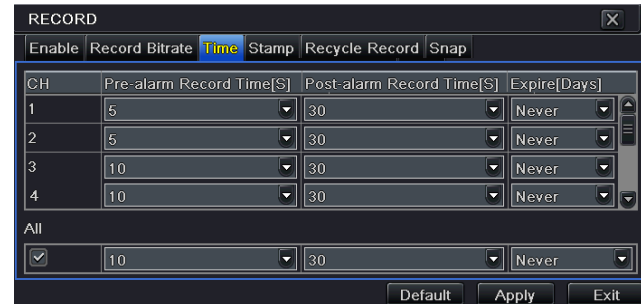 RECORD X
Enable Record Bitrate Time Stamp Recycle Record Snap
CH Pre-alarm Record Time[S] Post-alarm Record Time[S] Expire[Days]
1 5 30 Never
2 5 30 Never
3 10 30 Never
4 10 30 Never
All
10 30 Never
Default Apply Exit